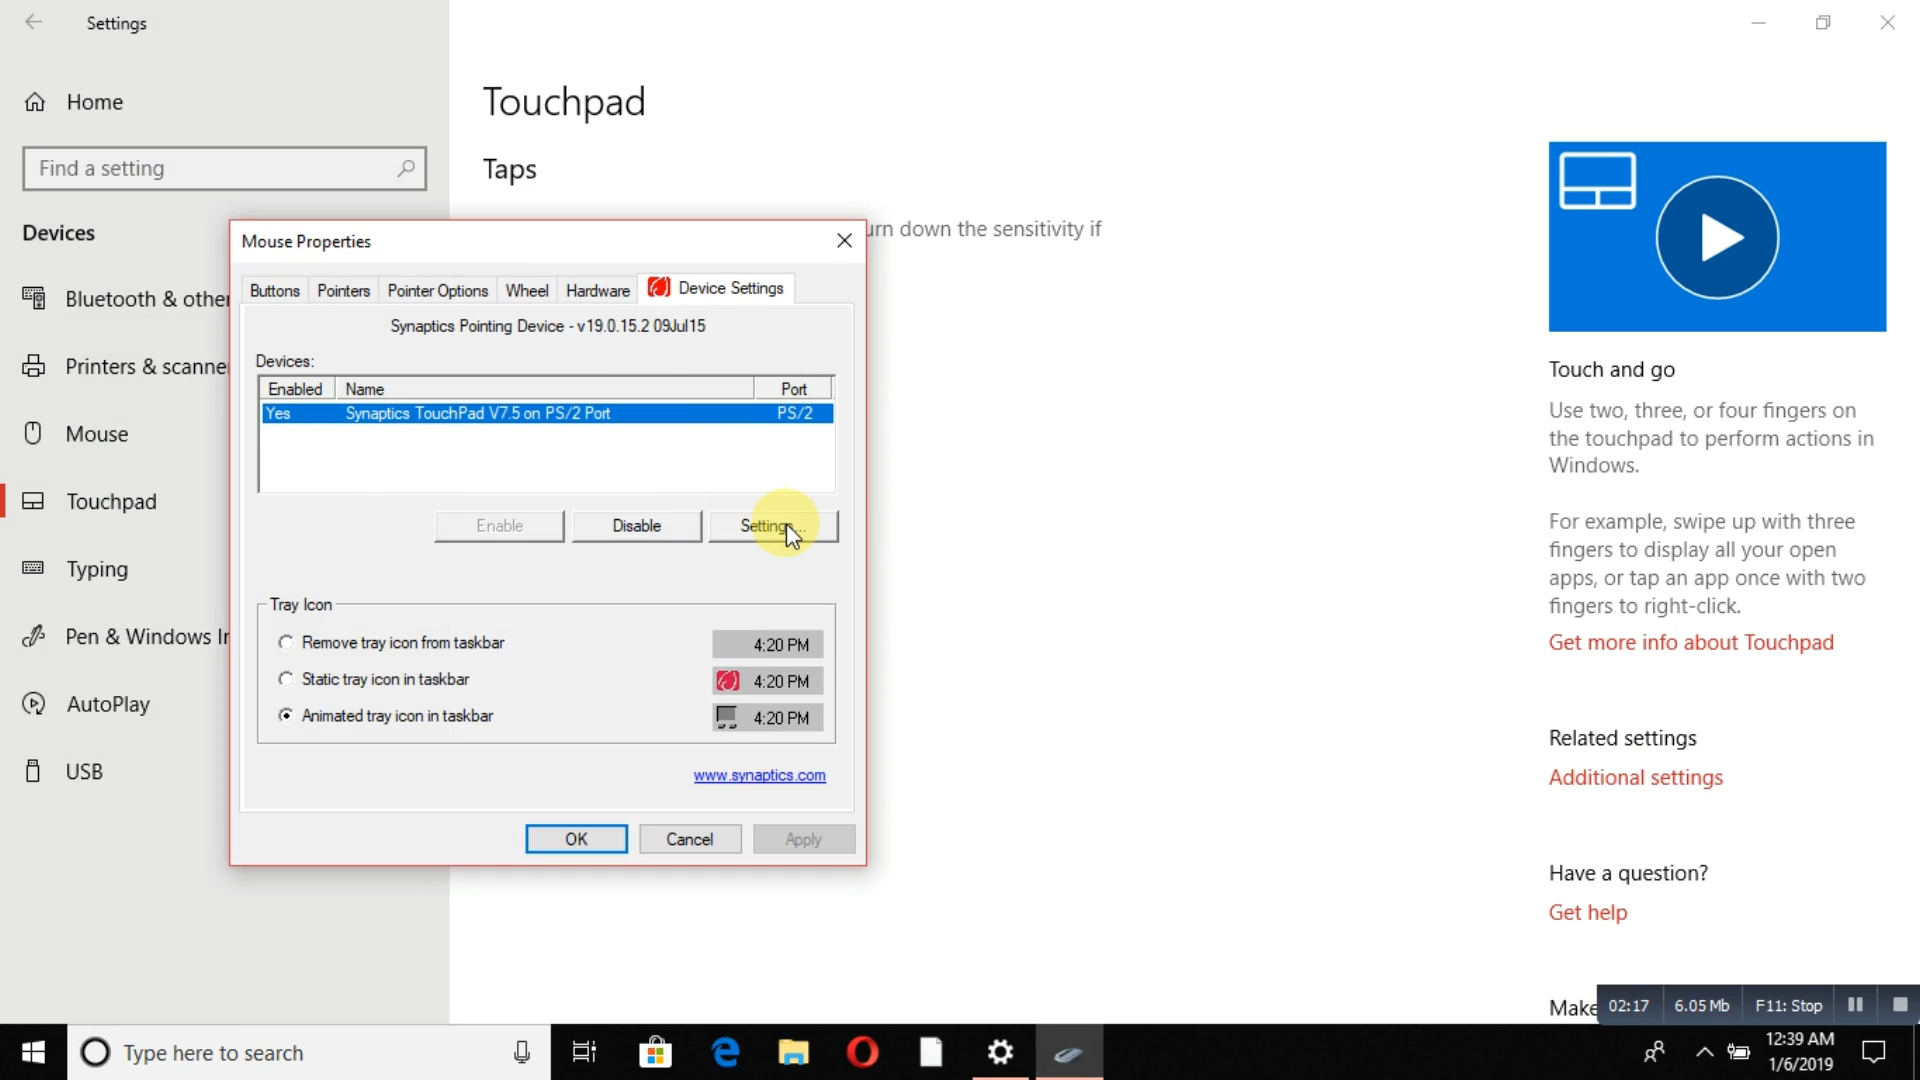 Settings
Home
Find a setting
Devices
Bluetooth & other
Printers & scanne
Mouse
Touchpad
Typing
Pen & Windows In
AutoPlay
USB
Touchpad
Taps
urn down the sensitivity if
Mouse Properties
Buttons Pointers Pointer Options Wheel Hardware Device Settings
Synaptics Pointing Device - v19.0.15.2 09Jul15
Devices:
Enabled Name Port
Yes Synaptics TouchPad V7.5 on PS/2 Port PS/2
Enable Disable Settings...
Tray Icon
Remove tray icon from taskbar 4:20 PM
Static tray icon in taskbar 4:20 PM
Animated tray icon in taskbar 4:20 PM
www.synaptics.com
OK Cancel Apply
Touch and go
Use two, three, or four fingers on
the touchpad to perform actions in
Windows.
For example, swipe up with three
fingers to display all your open
apps, or tap an app once with two
fingers to right-click.
Get more info about Touchpad
Related settings
Additional settings
Have a question?
Get help
Make
02:17 6.05 Mb F11: Stop
Type here to search
12:39 AM
1/6/2019